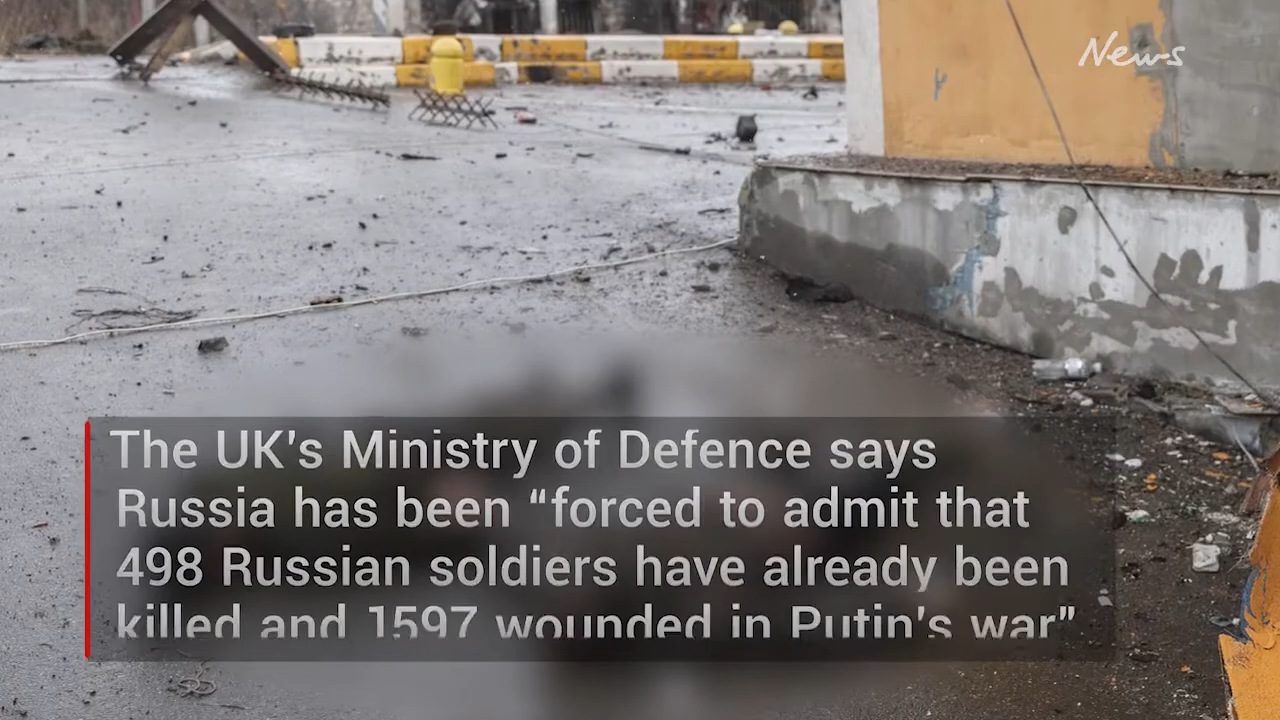 News
The UK's Ministry of Defence says
Russia has been “forced to admit that
498 Russian soldiers have already been
killed and 1597 wounded in Putin's war”